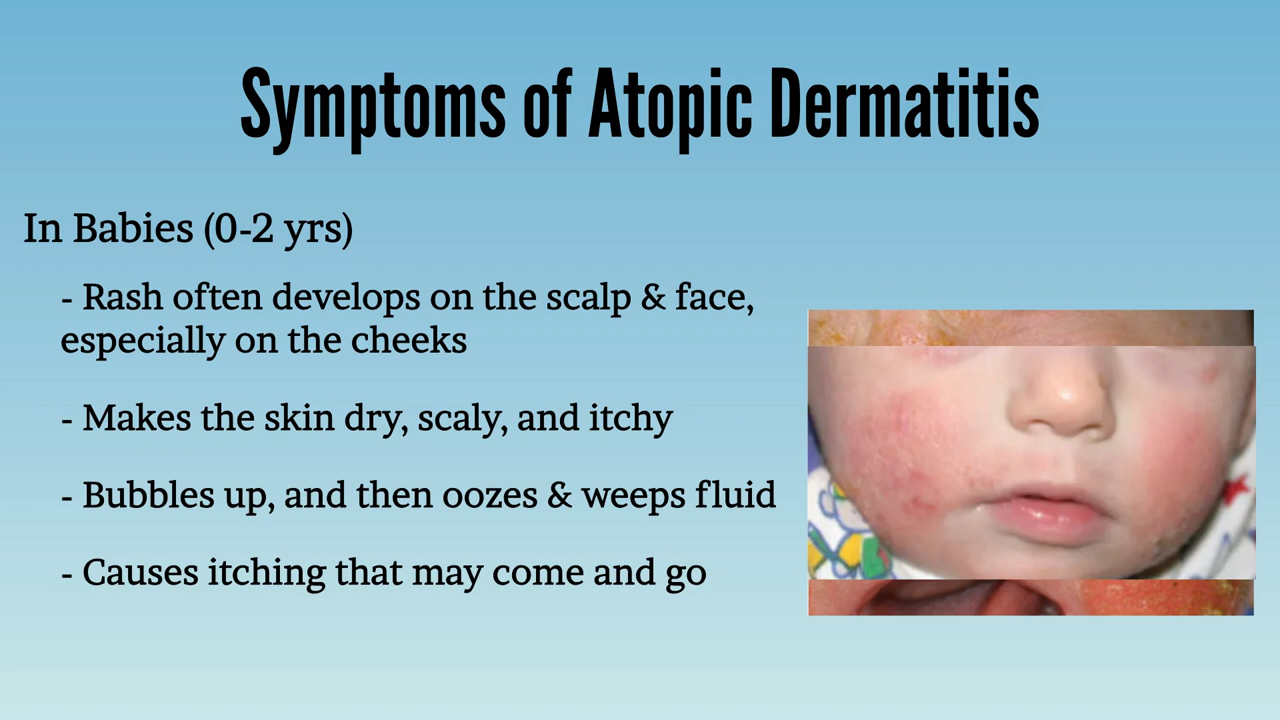 Symptoms of Atopic Dermatitis
In Babies (0-2 yrs)
- Rash often develops on the scalp & face,
especially on the cheeks
- Makes the skin dry, scaly, and itchy
- Bubbles up, and then oozes & weeps fluid
- Causes itching that may come and go